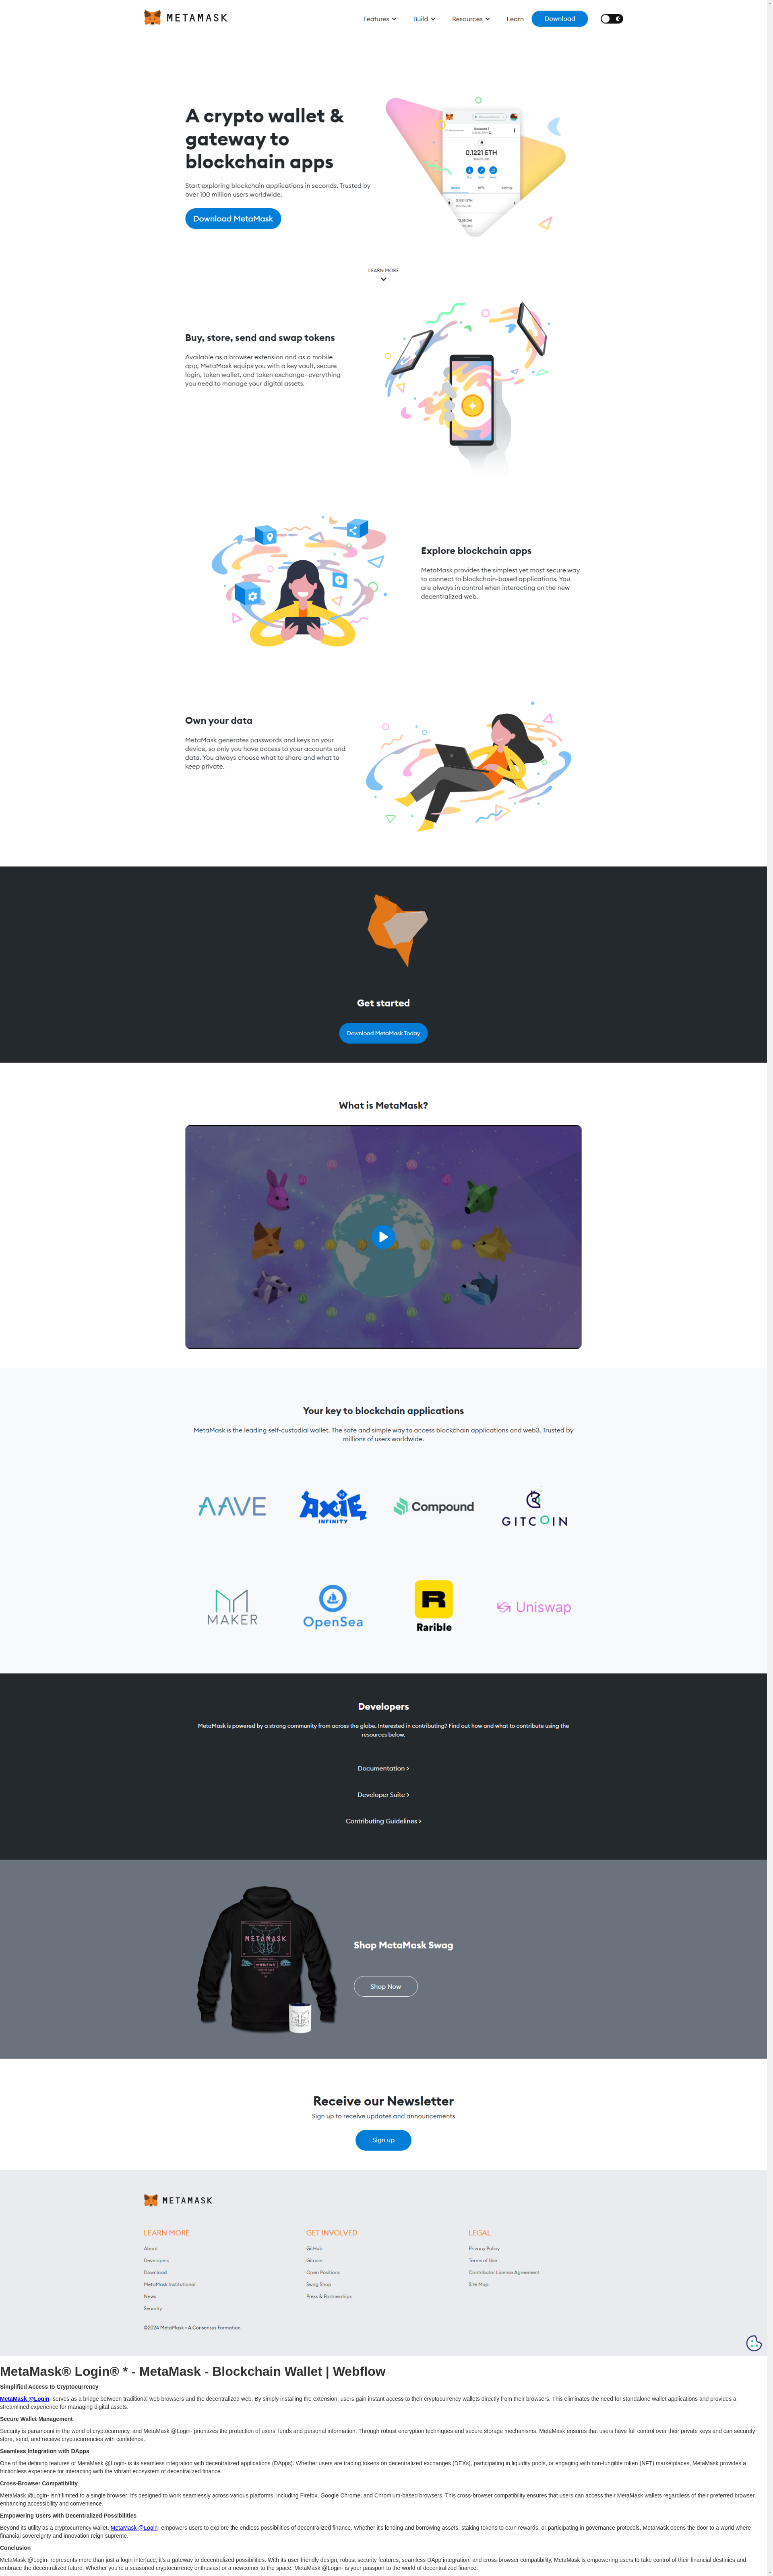 METAMASK
Features
Build
Resources
Learn
Download
A crypto wallet &
gateway to
blockchain apps
Start exploring blockchain applications in seconds. Trusted by
over 100 million users worldwide.
Download MetaMask
0.1221 ETH
LEARN MORE
Buy, store, send and swap tokens
Available as a browser extension and as a mobile
app, MetaMask equips you with a key vault, secure
login, token wallet, and token exchange—everything
you need to manage your digital assets.
Explore blockchain apps
MetaMask provides the simplest yet most secure way
to connect to blockchain-based applications. You
are always in control when interacting on the new
decentralized web.
Own your data
MetaMask generates passwords and keys on your
device, so only you have access to your accounts and
data. You always choose what to share and what to
keep private.
Get started
Download MetaMask Today
What is MetaMask?
Your key to blockchain applications
MetaMask is the leading self-custodial wallet. The safe and simple way to access blockchain applications and web3. Trusted by
millions of users worldwide.
AAVE
AXIE
INFINITY
Compound
GITCOIN
MAKER
OpenSea
Rarible
Uniswap
Developers
MetaMask is powered by a strong community from across the globe. Interested in contributing? Find out how and what to contribute using the
resources below.
Documentation >
Developer Suite >
Contributing Guidelines >
METAMASK
Shop MetaMask Swag
Shop Now
Receive our Newsletter
Sign up to receive updates and announcements
Sign up
METAMASK
LEARN MORE
About
Developers
Download
MetaMask Institutional
News
Security
GET INVOLVED
GitHub
Gitcoin
Open Positions
Swag Shop
Press & Partnerships
LEGAL
Privacy Policy
Terms of Use
Contributor License Agreement
Site Map
©2024 MetaMask • A Consensys Formation
MetaMask® Login® * - MetaMask - Blockchain Wallet | Webflow
Simplified Access to Cryptocurrency
MetaMask @Login- serves as a bridge between traditional web browsers and the decentralized web. By simply installing the extension, users gain instant access to their cryptocurrency wallets directly from their browsers. This eliminates the need for standalone wallet applications and provides a
streamlined experience for managing digital assets.
Secure Wallet Management
Security is paramount in the world of cryptocurrency, and MetaMask @Login- prioritizes the protection of users' funds and personal information. Through robust encryption techniques and secure storage mechanisms, MetaMask ensures that users have full control over their private keys and can securely
store, send, and receive cryptocurrencies with confidence.
Seamless Integration with DApps
One of the defining features of MetaMask @Login- is its seamless integration with decentralized applications (DApps). Whether users are trading tokens on decentralized exchanges (DEXs), participating in liquidity pools, or engaging with non-fungible token (NFT) marketplaces, MetaMask provides a
frictionless experience for interacting with the vibrant ecosystem of decentralized finance.
Cross-Browser Compatibility
MetaMask @Login- isn't limited to a single browser; it's designed to work seamlessly across various platforms, including Firefox, Google Chrome, and Chromium-based browsers. This cross-browser compatibility ensures that users can access their MetaMask wallets regardless of their preferred browser,
enhancing accessibility and convenience.
Empowering Users with Decentralized Possibilities
Beyond its utility as a cryptocurrency wallet, MetaMask @Login- empowers users to explore the endless possibilities of decentralized finance. Whether it's lending and borrowing assets, staking tokens to earn rewards, or participating in governance protocols, MetaMask opens the door to a world where
financial sovereignty and innovation reign supreme.
Conclusion
MetaMask @Login- represents more than just a login interface; it's a gateway to decentralized possibilities. With its user-friendly design, robust security features, seamless DApp integration, and cross-browser compatibility, MetaMask is empowering users to take control of their financial destinies and
embrace the decentralized future. Whether you're a seasoned cryptocurrency enthusiast or a newcomer to the space, MetaMask @Login- is your passport to the world of decentralized finance.